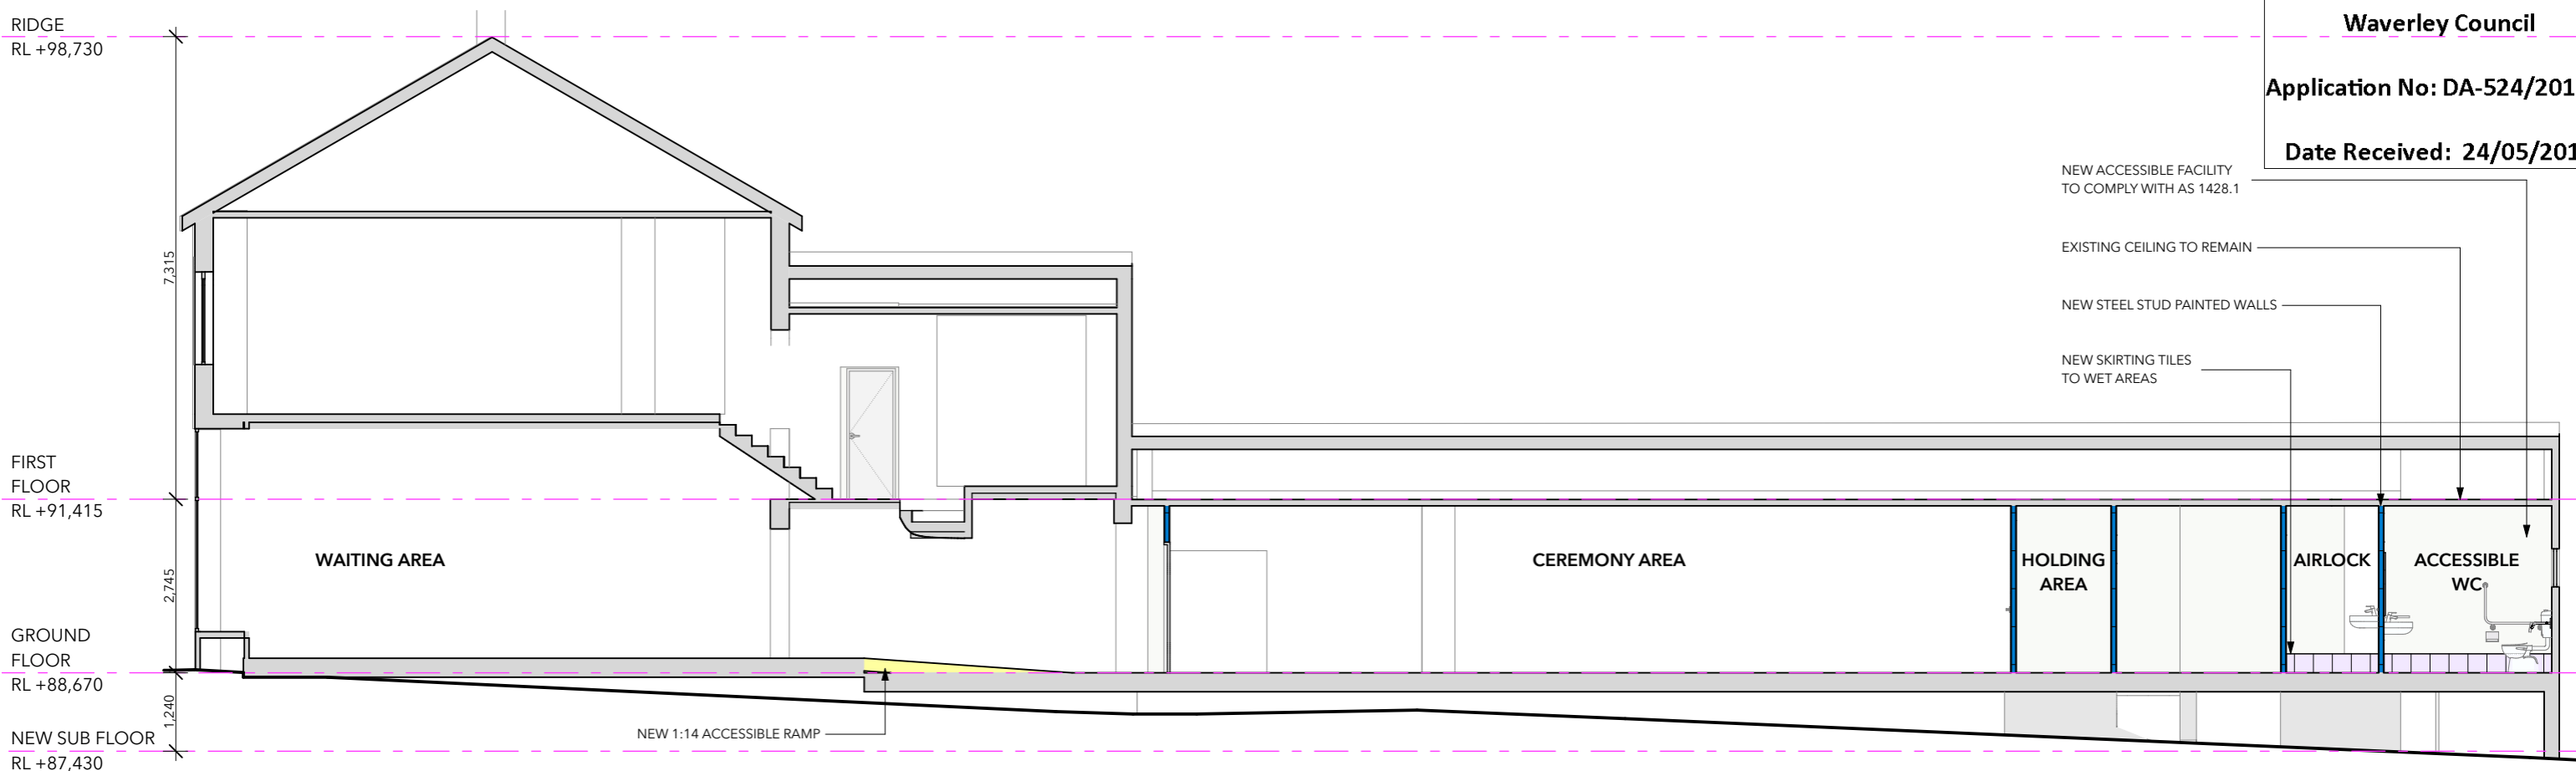 RIDGE
RL +98,730
7,315
FIRST
FLOOR
RL +91,415
2,745
GROUND
FLOOR
RL +88,670
1,240
NEW SUB FLOOR
RL +87,430
WAITING AREA
NEW 1:14 ACCESSIBLE RAMP
CEREMONY AREA
HOLDING
AREA
AIRLOCK
ACCESSIBLE
WC
Waverley Council
Application No: DA-524/201
Date Received: 24/05/201
NEW ACCESSIBLE FACILITY
TO COMPLY WITH AS 1428.1
EXISTING CEILING TO REMAIN
NEW STEEL STUD PAINTED WALLS
NEW SKIRTING TILES
TO WET AREAS